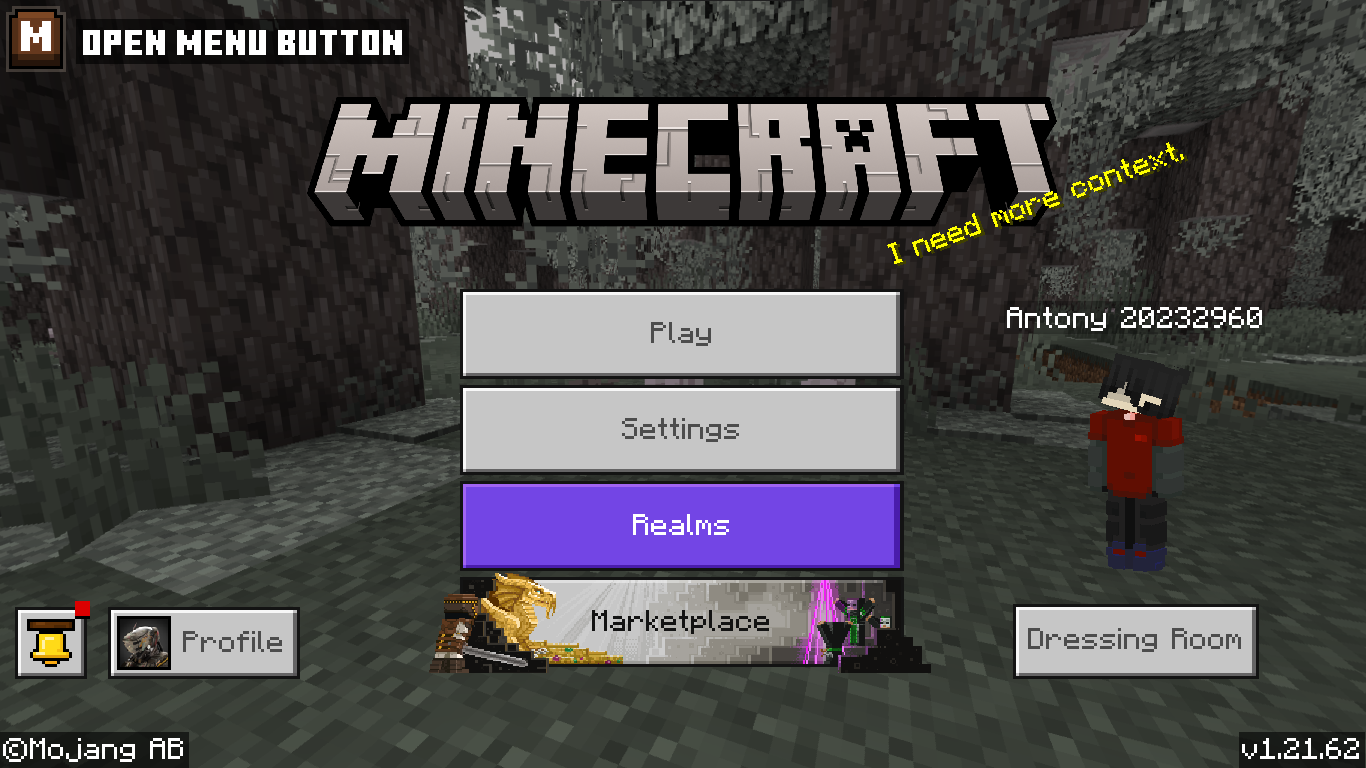 M
OPEN MENU BUTTON
MINECRAFT
I need more context.
Play
Antony 20232960
Settings
Realms
Marketplace
Profile
Dressing Room
©Mojang AB
v1.21.62